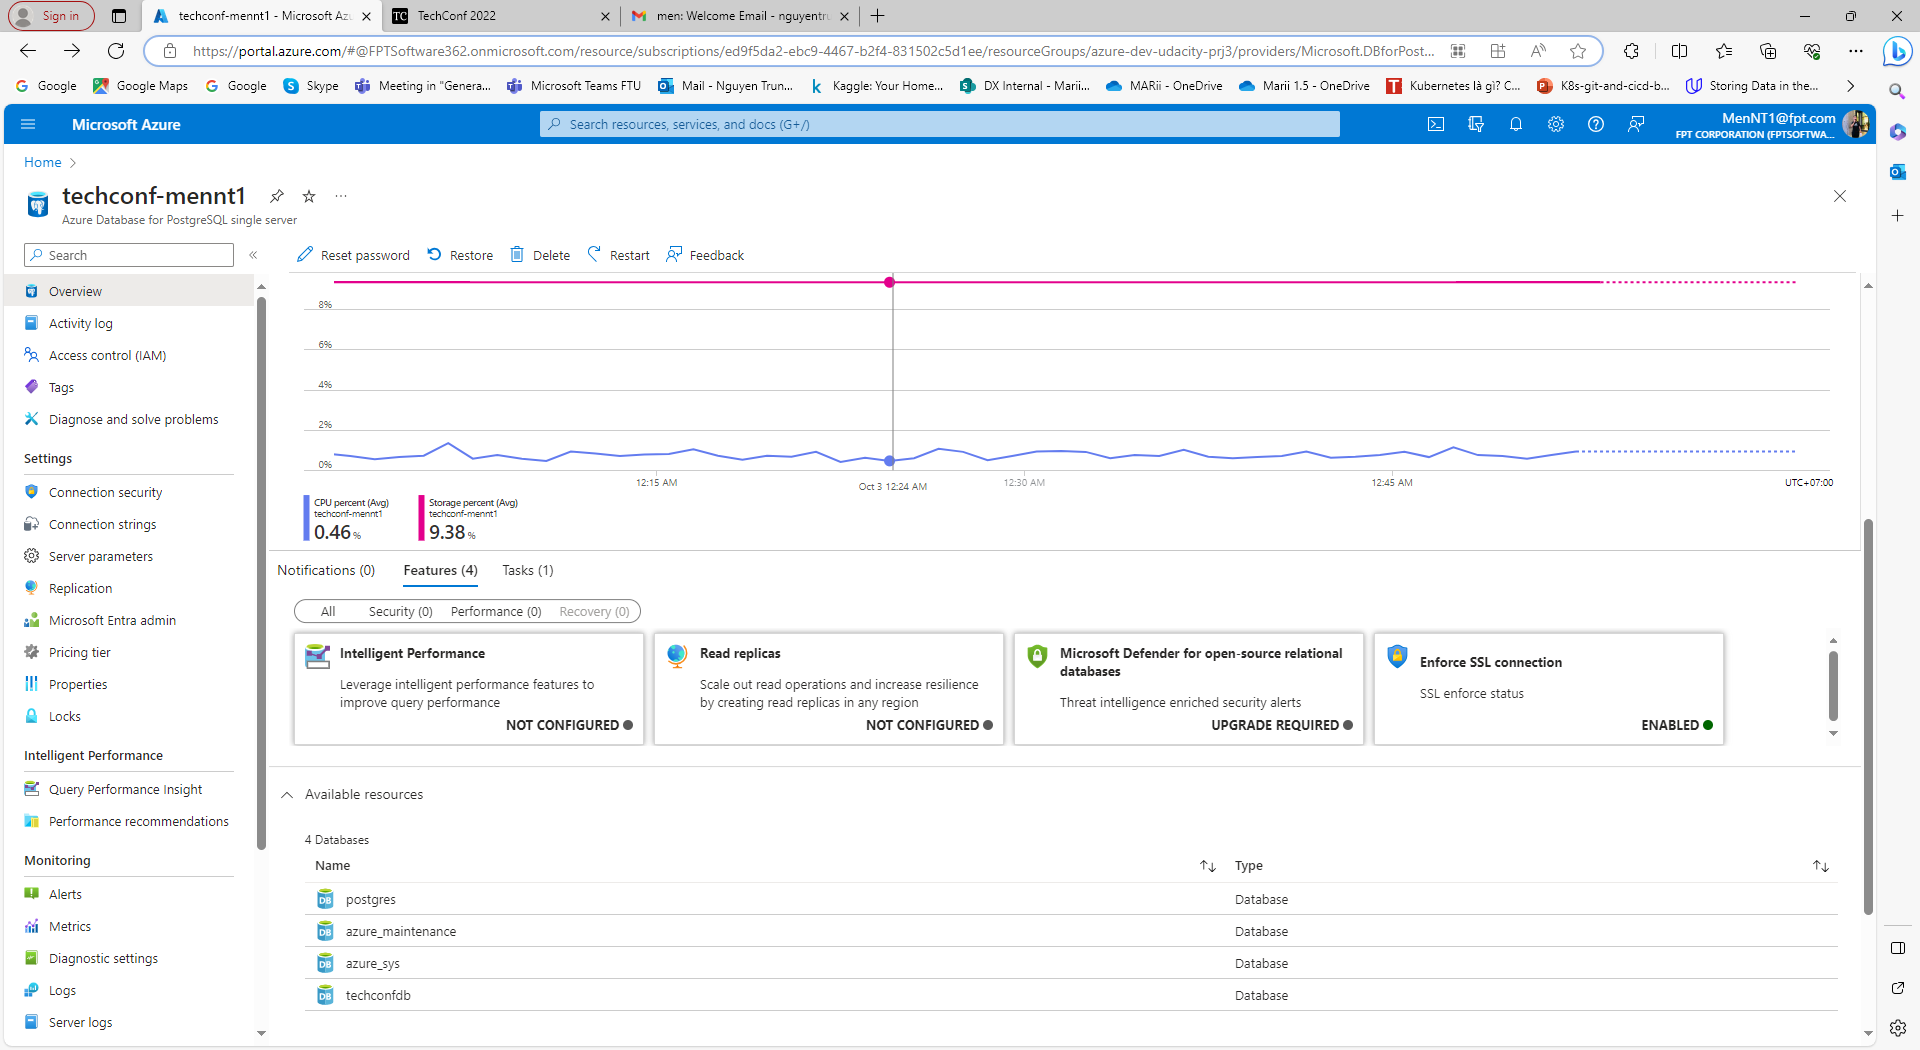 Sign in
techconf-mennt1 - Microsoft Azu
TechConf 2022
men: Welcome Email - nguyentru
https://portal.azure.com/#@FPTSoftware362.onmicrosoft.com/resource/subscriptions/ed9f5da2-ebc9-4467-b2f4-831502c5d1ee/resourceGroups/azure-dev-udacity-prj3/providers/Microsoft.DBforPost...
Google
Google Maps
Google
Skype
Meeting in "Genera...
Microsoft Teams FTU
Mail - Nguyen Trun...
Kaggle: Your Home...
DX Internal - Marii...
MARii - OneDrive
Marii 1.5 - OneDrive
Kubernetes là gì? C...
K8s-git-and-cicd-b...
Storing Data in the...
Microsoft Azure
Search resources, services, and docs (G+/)
MenNT1@fpt.com
FPT CORPORATION (FPTSOFTWA...
Home
techconf-mennt1
Azure Database for PostgreSQL single server
Search
Reset password
Restore
Delete
Restart
Feedback
Overview
Activity log
Access control (IAM)
Tags
Diagnose and solve problems
Settings
Connection security
Connection strings
Server parameters
Replication
Microsoft Entra admin
Pricing tier
Properties
Locks
Intelligent Performance
Query Performance Insight
Performance recommendations
Monitoring
Alerts
Metrics
Diagnostic settings
Logs
Server logs
8%
6%
4%
2%
0%
12:15 AM
Oct 3 12:24 AM
12:30 AM
12:45 AM
UTC+07:00
CPU percent (Avg)
techconf-mennt1
0.46 %
Storage percent (Avg)
techconf-mennt1
9.38 %
Notifications (0)
Features (4)
Tasks (1)
All
Security (0)
Performance (0)
Recovery (0)
Intelligent Performance
Leverage intelligent performance features to
improve query performance
NOT CONFIGURED
Read replicas
Scale out read operations and increase resilience
by creating read replicas in any region
NOT CONFIGURED
Microsoft Defender for open-source relational
databases
Threat intelligence enriched security alerts
UPGRADE REQUIRED
Enforce SSL connection
SSL enforce status
ENABLED
Available resources
4 Databases
Name
Type
postgres
Database
azure_maintenance
Database
azure_sys
Database
techconfdb
Database